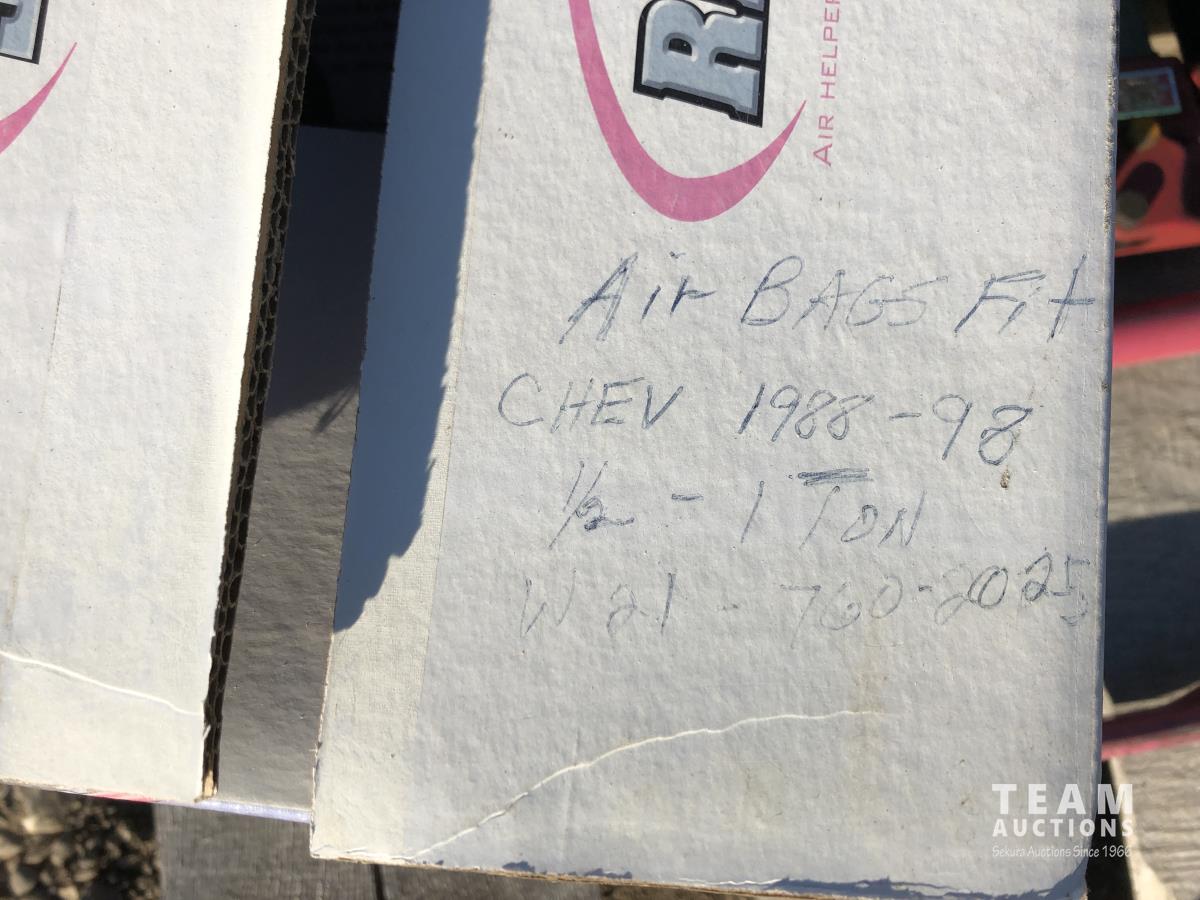 AIR HELPER
Air BAGS Fit
CHEV 1988-98
1/2 - 1 TON
W21-760-2025
TEAM
AUCTIONS
Sekura Auctions Since 1966